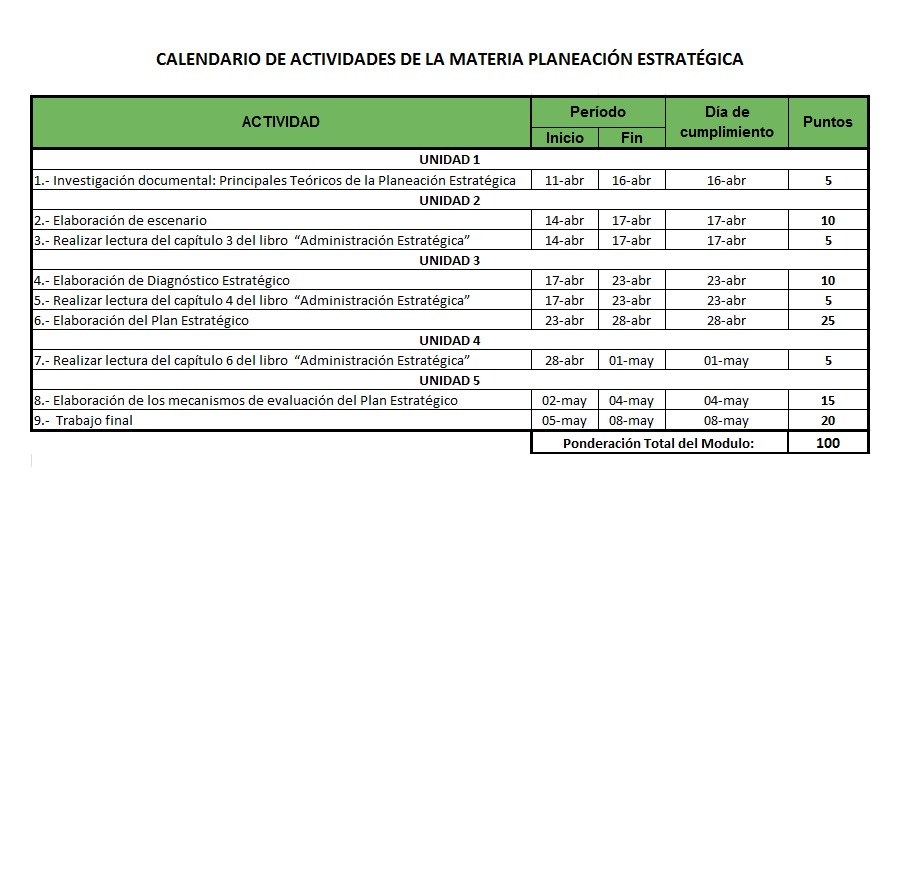 CALENDARIO DE ACTIVIDADES DE LA MATERIA PLANEACIÓN ESTRATÉGICA
ACTIVIDAD Período Día de cumplimiento Puntos
Inicio Fin
UNIDAD 1
1.- Investigación documental: Principales Teóricos de la Planeación Estratégica 11-abr 16-abr 16-abr 5
UNIDAD 2
2.- Elaboración de escenario 14-abr 17-abr 17-abr 10
3.- Realizar lectura del capítulo 3 del libro “Administración Estratégica” 14-abr 17-abr 17-abr 5
UNIDAD 3
4.- Elaboración de Diagnóstico Estratégico 17-abr 23-abr 23-abr 10
5.- Realizar lectura del capítulo 4 del libro “Administración Estratégica” 17-abr 23-abr 23-abr 5
6.- Elaboración del Plan Estratégico 23-abr 28-abr 28-abr 25
UNIDAD 4
7.- Realizar lectura del capítulo 6 del libro “Administración Estratégica” 28-abr 01-may 01-may 5
UNIDAD 5
8.- Elaboración de los mecanismos de evaluación del Plan Estratégico 02-may 04-may 04-may 15
9.- Trabajo final 05-may 08-may 08-may 20
Ponderación Total del Modulo: 100